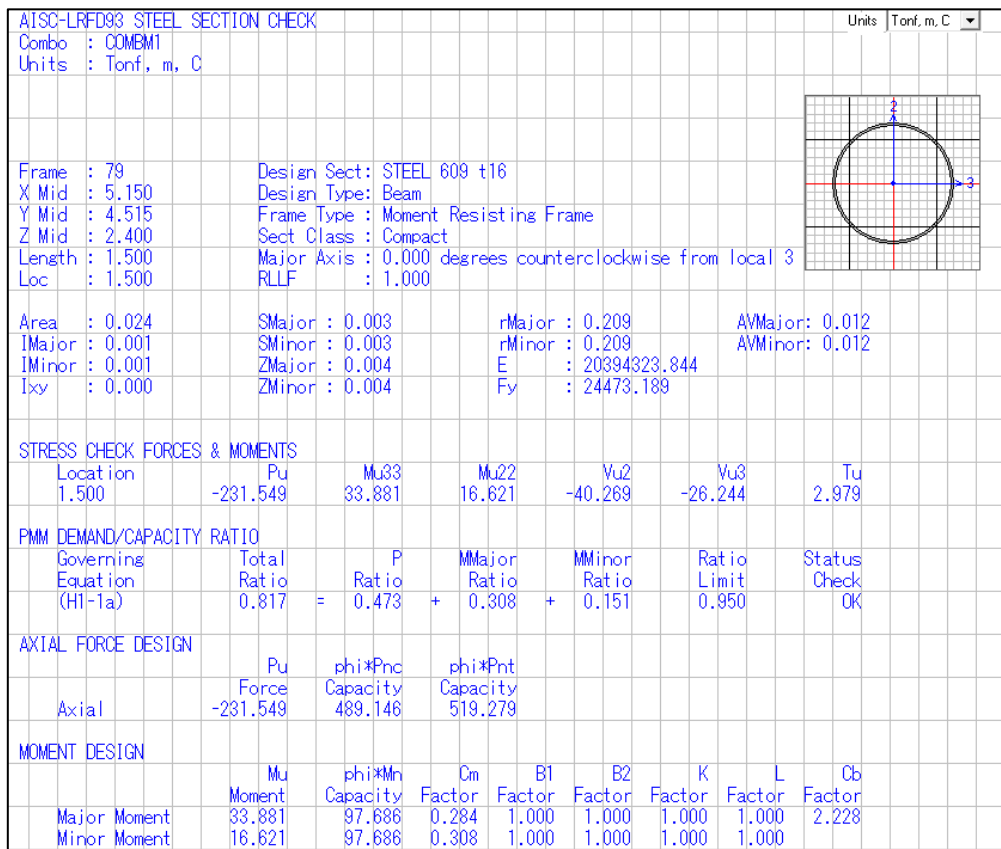 AISC-LRFD93 STEEL SECTION CHECK Units Tonf, m, C
Combo : COMBM1
Units : Tonf, m, C
2
3
Frame : 79 Design Sect: STEEL 609 t16
X Mid : 5.150 Design Type: Beam
Y Mid : 4.515 Frame Type : Moment Resisting Frame
Z Mid : 2.400 Sect Class : Compact
Length : 1.500 Major Axis : 0.000 degrees counterclockwise from local 3
Loc : 1.500 RLLF : 1.000
Area : 0.024 SMajor : 0.003 rMajor : 0.209 AVMajor: 0.012
IMajor : 0.001 SMinor : 0.003 rMinor : 0.209 AVMinor: 0.012
IMinor : 0.001 ZMajor : 0.004 E : 20394323.844
Ixy : 0.000 ZMinor : 0.004 Fy : 24473.189
STRESS CHECK FORCES & MOMENTS
Location Pu Mu33 Mu22 Vu2 Vu3 Tu
1.500 -231.549 33.881 16.621 -40.269 -26.244 2.979
PMM DEMAND/CAPACITY RATIO
Governing Total P MMajor MMinor Ratio Status
Equation Ratio Ratio Ratio Ratio Limit Check
(H1-1a) 0.817 = 0.473 + 0.308 + 0.151 0.950 OK
AXIAL FORCE DESIGN
Pu phi*Pnc phi*Pnt
Force Capacity Capacity
Axial -231.549 489.146 519.279
MOMENT DESIGN
Mu phi*Mn Cm B1 B2 K L Cb
Moment Capacity Factor Factor Factor Factor Factor Factor
Major Moment 33.881 97.686 0.284 1.000 1.000 1.000 1.000 2.228
Minor Moment 16.621 97.686 0.308 1.000 1.000 1.000 1.000